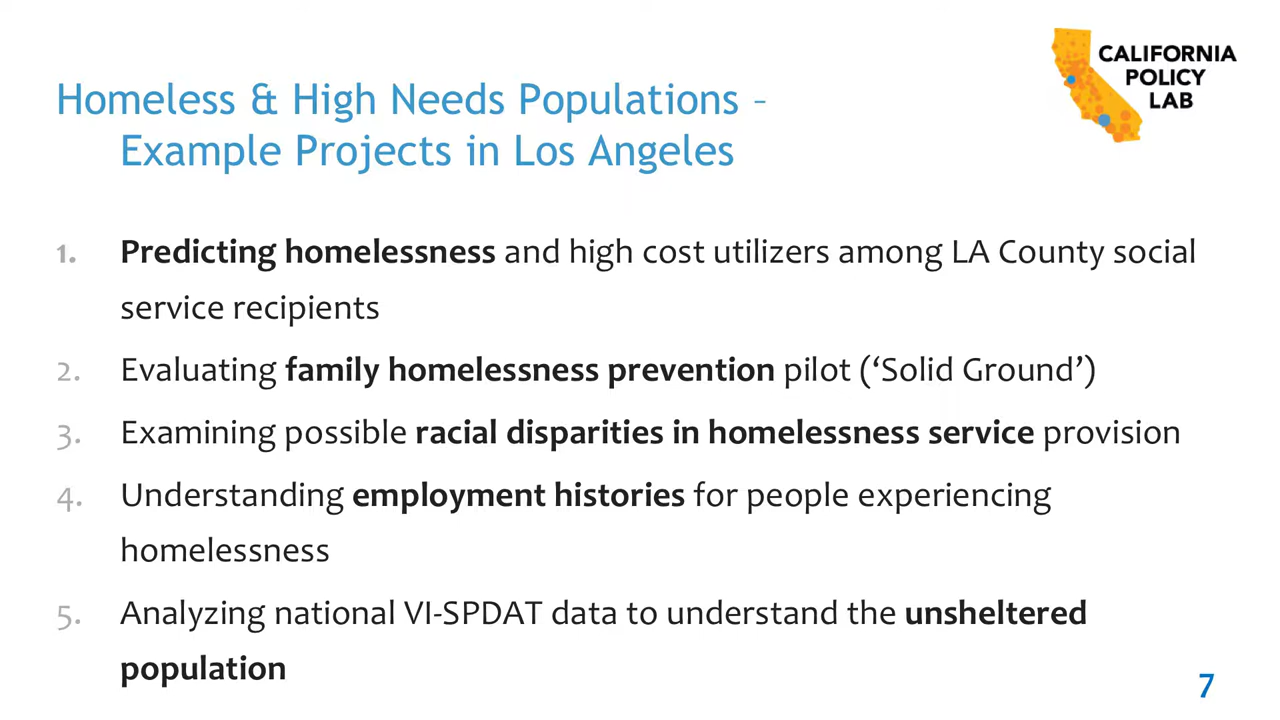 CALIFORNIA
POLICY
LAB
Homeless & High Needs Populations –
Example Projects in Los Angeles
1. Predicting homelessness and high cost utilizers among LA County social
service recipients
2. Evaluating family homelessness prevention pilot (‘Solid Ground’)
3. Examining possible racial disparities in homelessness service provision
4. Understanding employment histories for people experiencing
homelessness
5. Analyzing national VI-SPDAT data to understand the unsheltered
population
7